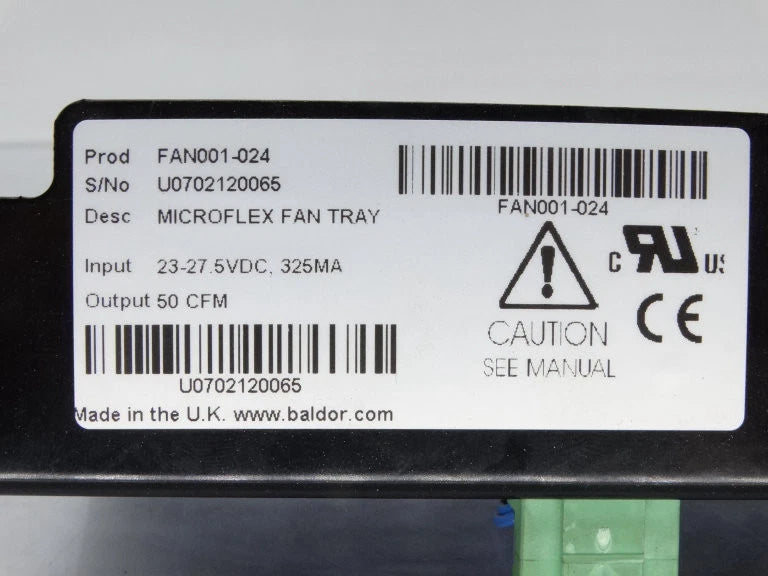 Prod FAN001-024
S/No U0702120065
Desc MICROFLEX FAN TRAY
Input 23-27.5VDC, 325MA
Output 50 CFM
U0702120065
Made in the U.K. www.baldor.com
FAN001-024
C RU US
CAUTION
SEE MANUAL
CE